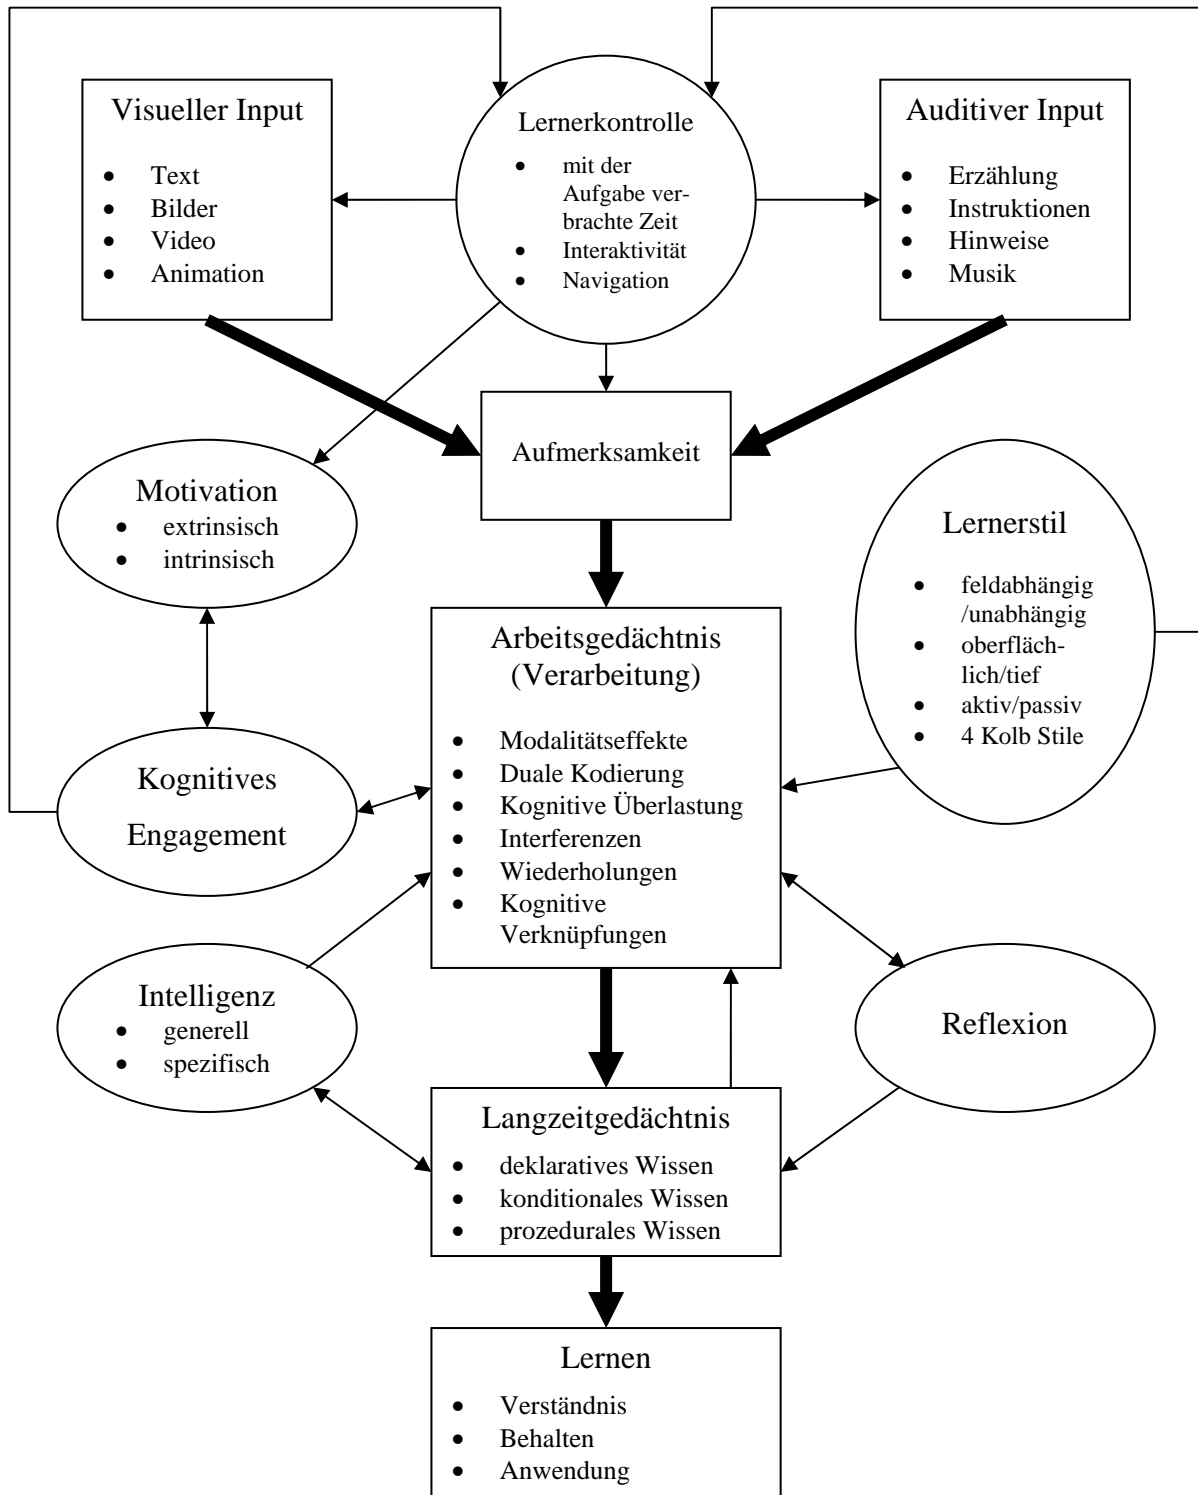 Visueller Input
• Text
• Bilder
• Video
• Animation
Lernerkontrolle
• mit der
Aufgabe ver-
brachte Zeit
• Interaktivität
• Navigation
Auditiver Input
• Erzählung
• Instruktionen
• Hinweise
• Musik
Aufmerksamkeit
Motivation
• extrinsisch
• intrinsisch
Lernerstil
• feldabhängig
/unabhängig
• oberfläch-
lich/tief
• aktiv/passiv
• 4 Kolb Stile
Arbeitsgedächtnis
(Verarbeitung)
• Modalitätseffekte
• Duale Kodierung
• Kognitive Überlastung
• Interferenzen
• Wiederholungen
• Kognitive
Verknüpfungen
Kognitives
Engagement
Intelligenz
• generell
• spezifisch
Reflexion
Langzeitgedächtnis
• deklaratives Wissen
• konditionales Wissen
• prozedurales Wissen
Lernen
• Verständnis
• Behalten
• Anwendung